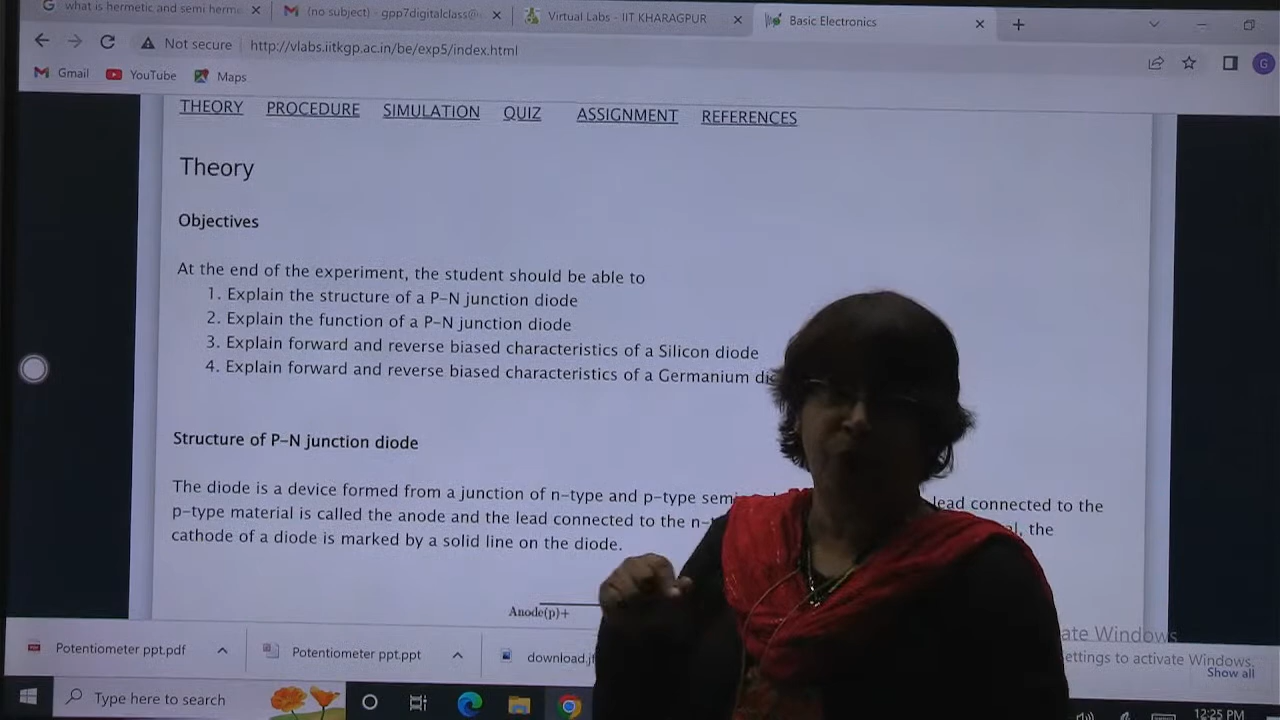 what is hermetic and semi herme
(no subject) - gpp7digitalclass@
Virtual Labs - IIT KHARAGPUR
Basic Electronics
Not secure
http://vlabs.iitkgp.ac.in/be/exp5/index.html
Gmail
YouTube
Maps
THEORY PROCEDURE SIMULATION QUIZ ASSIGNMENT REFERENCES
Theory
Objectives
At the end of the experiment, the student should be able to
1. Explain the structure of a P-N junction diode
2. Explain the function of a P-N junction diode
3. Explain forward and reverse biased characteristics of a Silicon diode
4. Explain forward and reverse biased characteristics of a Germanium
Structure of P-N junction diode
The diode is a device formed from a junction of n-type and p-type lead connected to the
p-type material is called the anode and the lead connected to the the
cathode of a diode is marked by a solid line on the diode.
Anode(p)+
Windows
to activate Windows.
Potentiometer ppt.pdf
Potentiometer ppt.ppt
Show all
Type here to search
12:25 PM